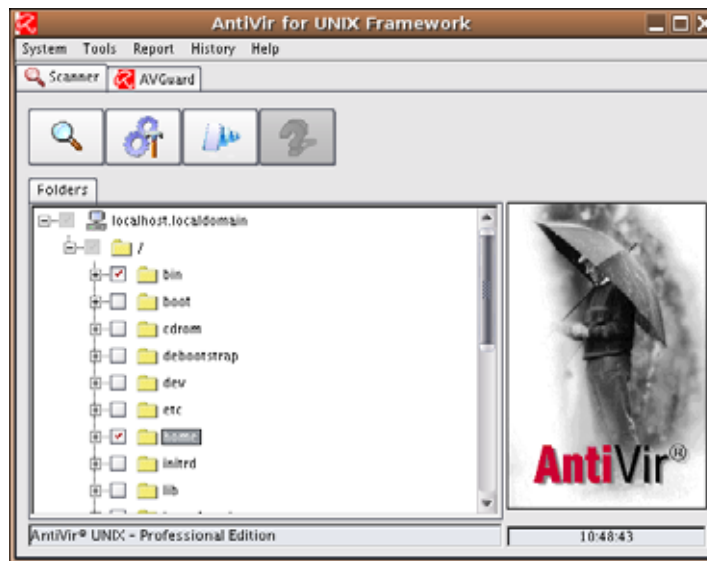 AntiVir for UNIX Framework
System Tools Report History Help
Scanner AVGuard
Folders
localhost.localdomain
/
bin
boot
cdrom
debootstrap
dev
etc
home
initrd
lib
AntiVir®
AntiVir® UNIX - Professional Edition
10:48:43